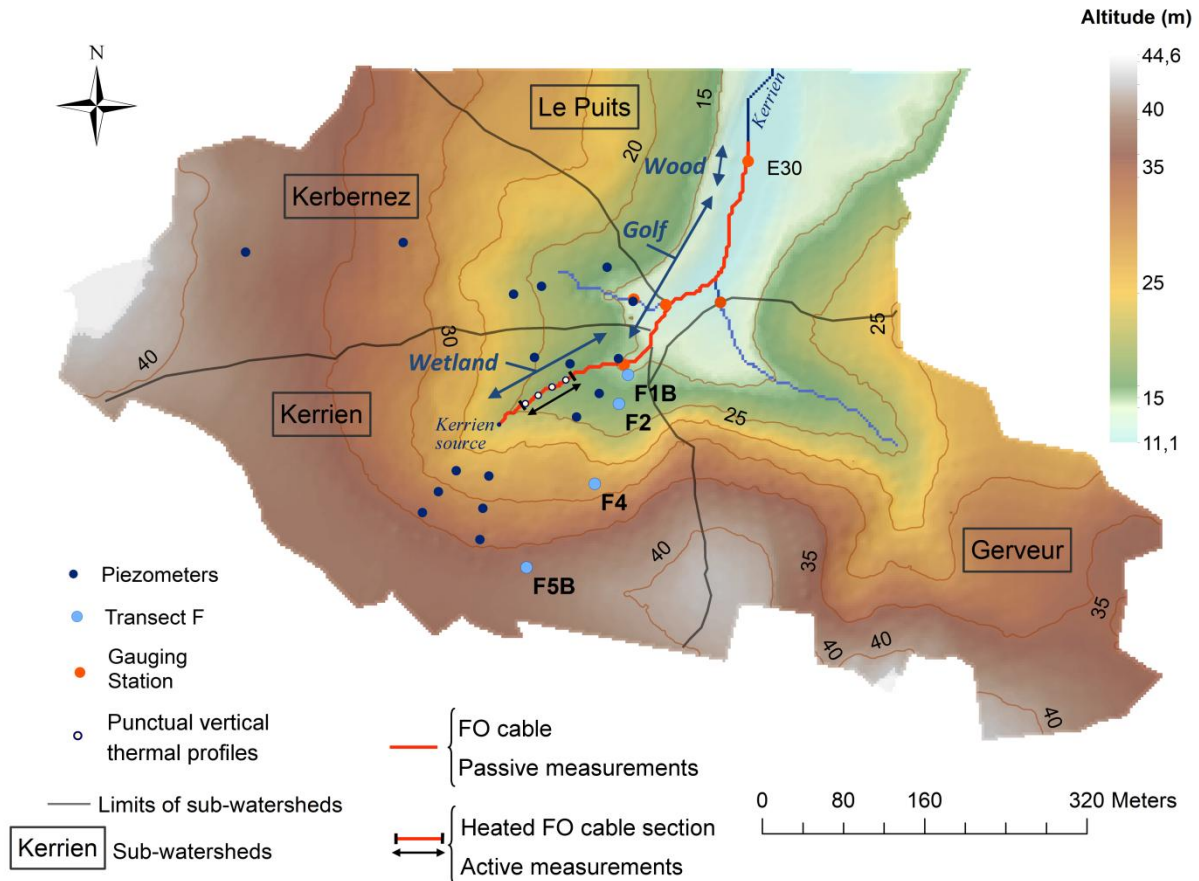 Altitude (m)
44,6
40
35
25
15
11,1
N
Le Puits
15
Kerrien
20
Wood
E30
Kerbernez
Golf
25
30
40
Wetland
F1B
Kerrien
F2
25
Kerrien
source
F4
40
35
Gerveur
F5B
35
40
40
40
Piezometers
Transect F
Gauging
Station
Punctual vertical
thermal profiles
Limits of sub-watersheds
Kerrien
Sub-watersheds
FO cable
Passive measurements
Heated FO cable section
Active measurements
0 80 160 320 Meters